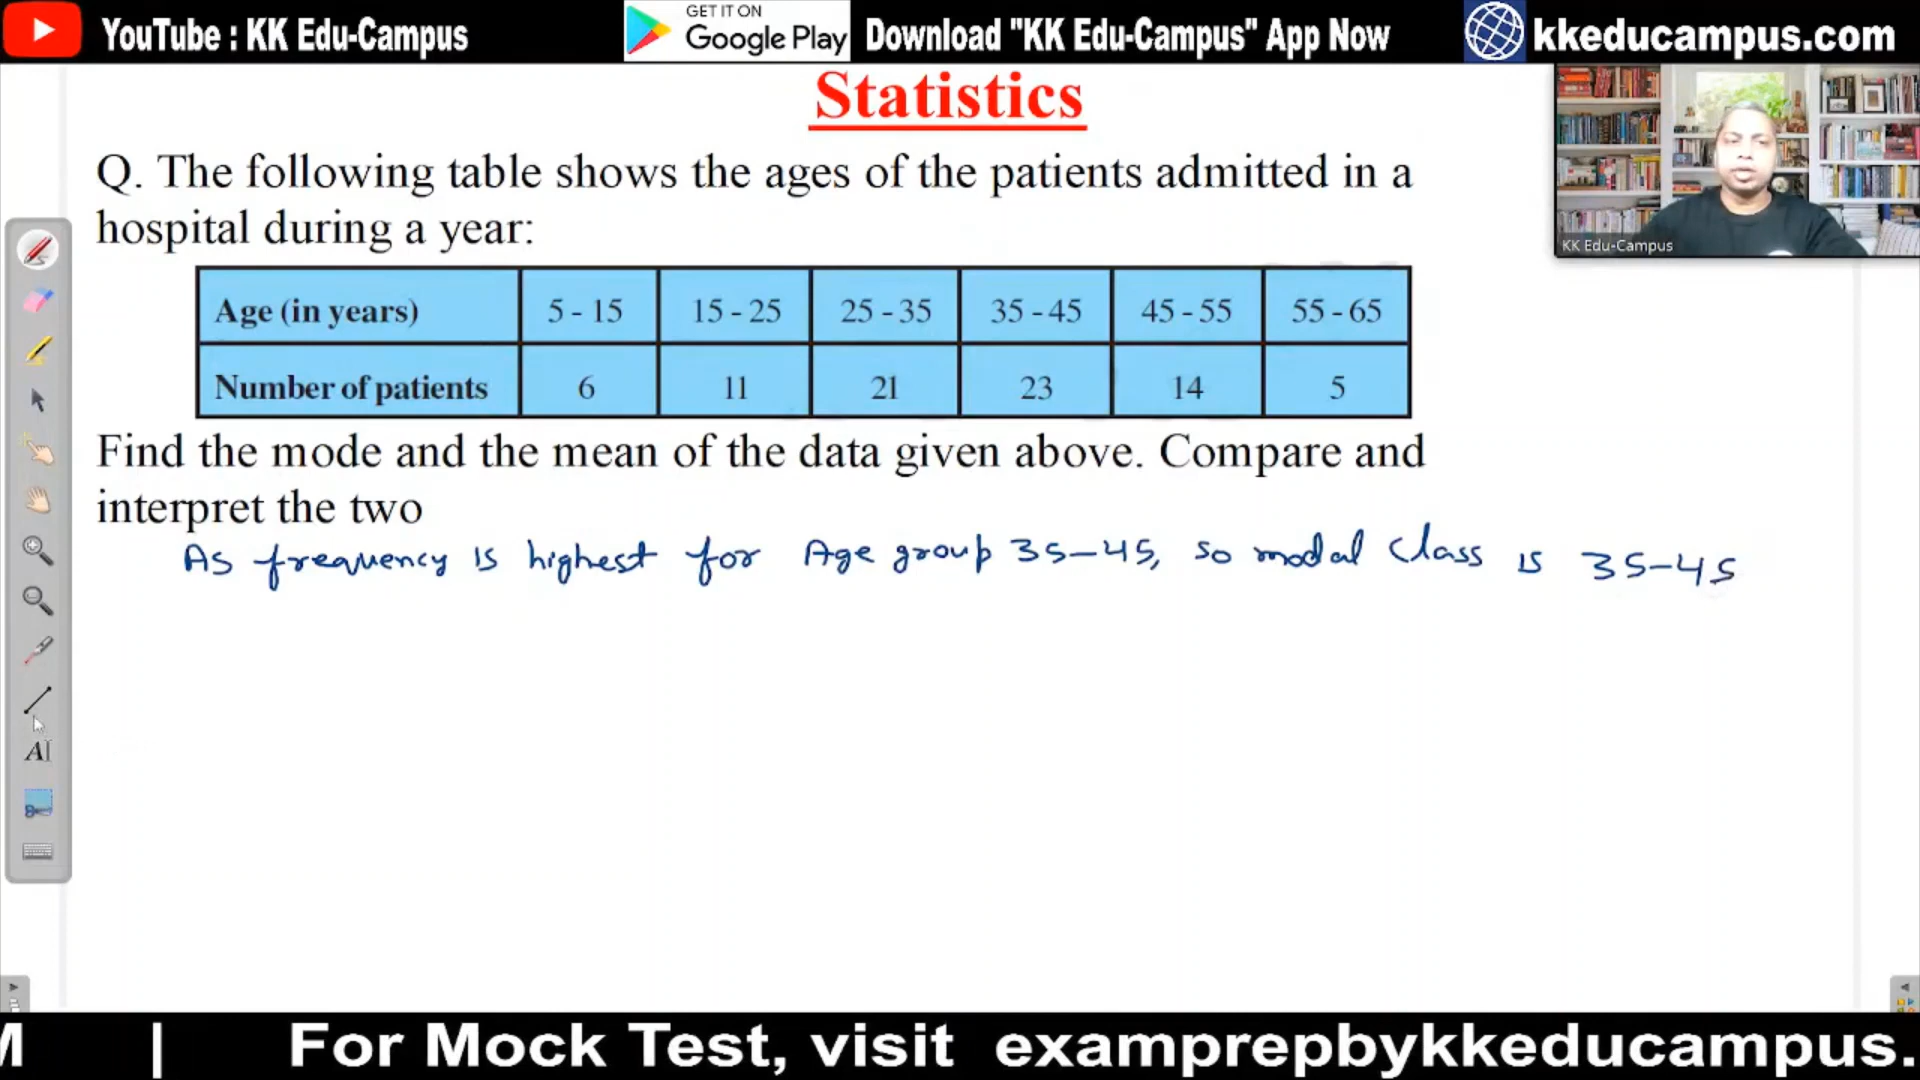 YouTube : KK Edu-Campus
GET IT ON
Google Play
Download "KK Edu-Campus" App Now
kkeducampus.com
Statistics
Q. The following table shows the ages of the patients admitted in a
hospital during a year:
KK Edu-Campus
Age (in years) 5 - 15 15 - 25 25 - 35 35 - 45 45 - 55 55 - 65
Number of patients 6 11 21 23 14 5
Find the mode and the mean of the data given above. Compare and
interpret the two
As frequency is highest for Age group 35-45, so modal class is 35-45
AI
M | For Mock Test, visit examprepbykkeducampus.